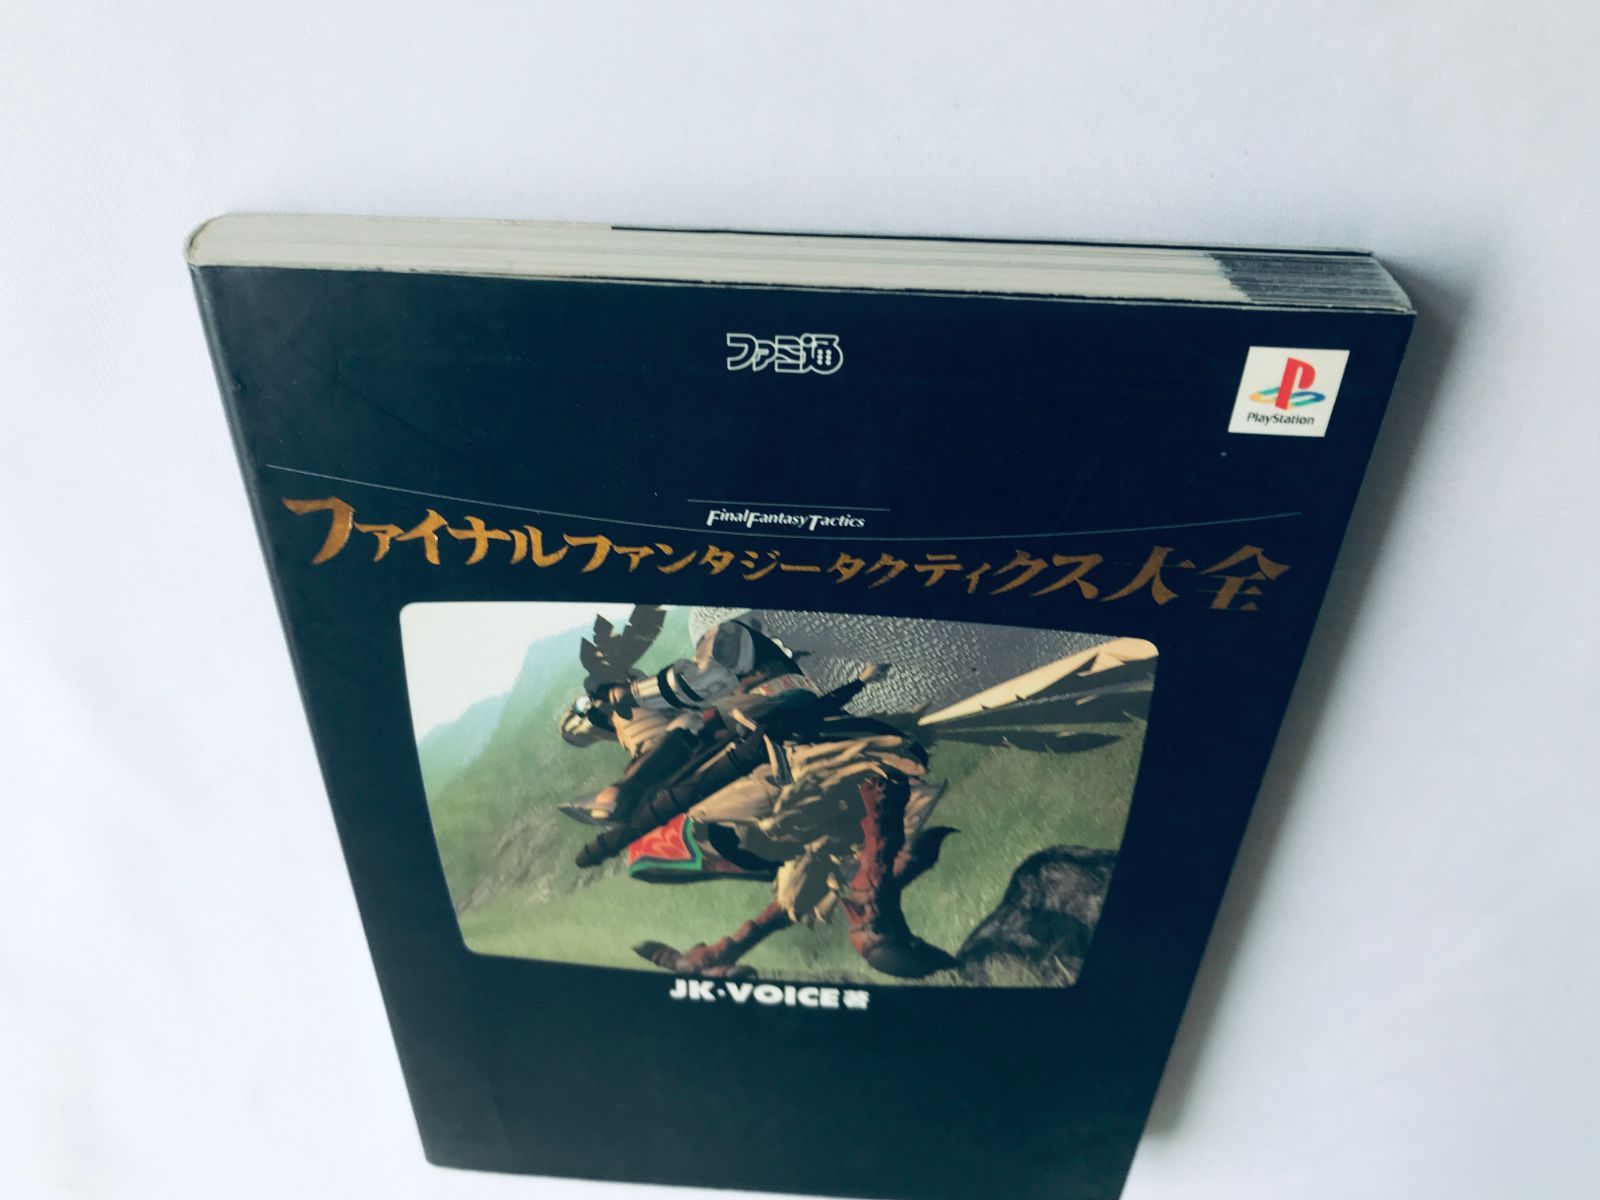 ファミ通
PlayStation
FinalFantasyTactics
ファイナルファンタジータクティクス大全
JK・VOICE著